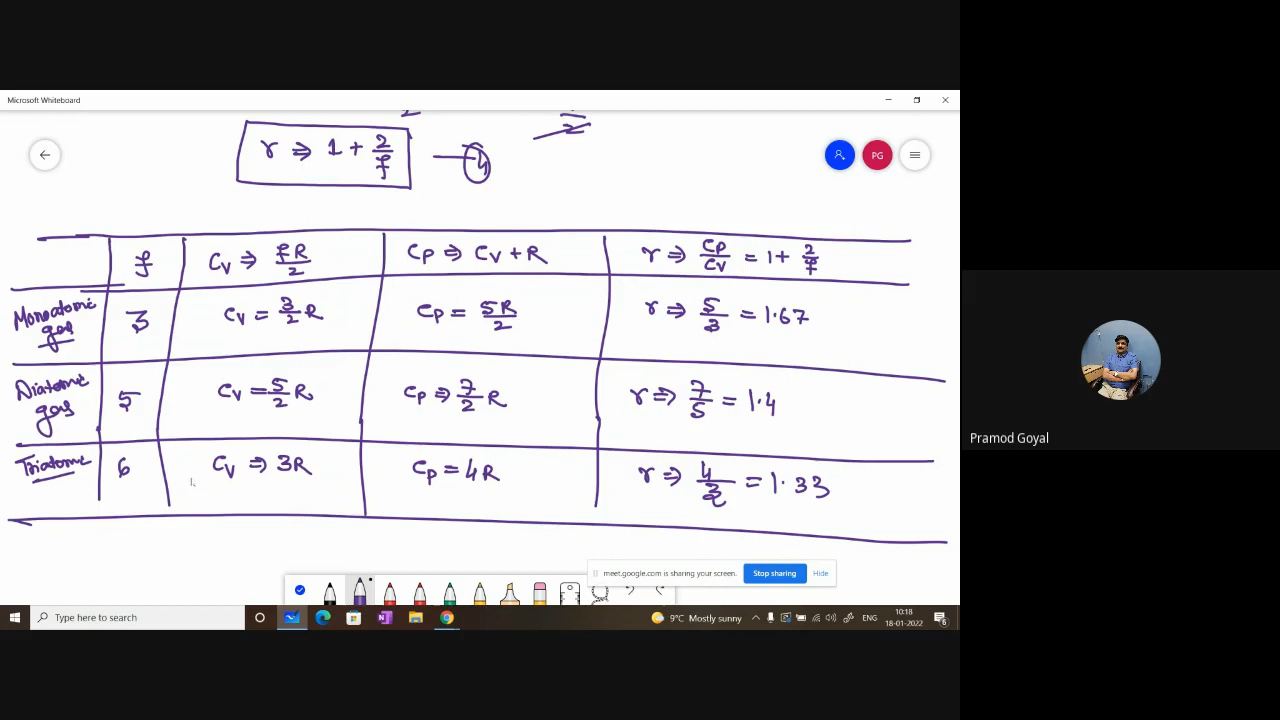 Microsoft Whiteboard
γ ⇒ 1 + 2/f — 4
PG
f | Cv ⇒ fR/2 | Cp ⇒ Cv + R | γ ⇒ Cp/Cv = 1 + 2/f
Monoatomic gas | 3 | Cv = 3/2 R | Cp = 5R/2 | γ ⇒ 5/3 = 1.67
Diatomic gas | 5 | Cv = 5/2 R | Cp ⇒ 7/2 R | γ ⇒ 7/5 = 1.4
Triatomic | 6 | Cv ⇒ 3R | Cp = 4R | γ ⇒ 4/3 = 1.33
Pramod Goyal
meet.google.com is sharing your screen.
Stop sharing
Hide
Type here to search
9°C Mostly sunny
ENG
10:18
18-01-2022
6